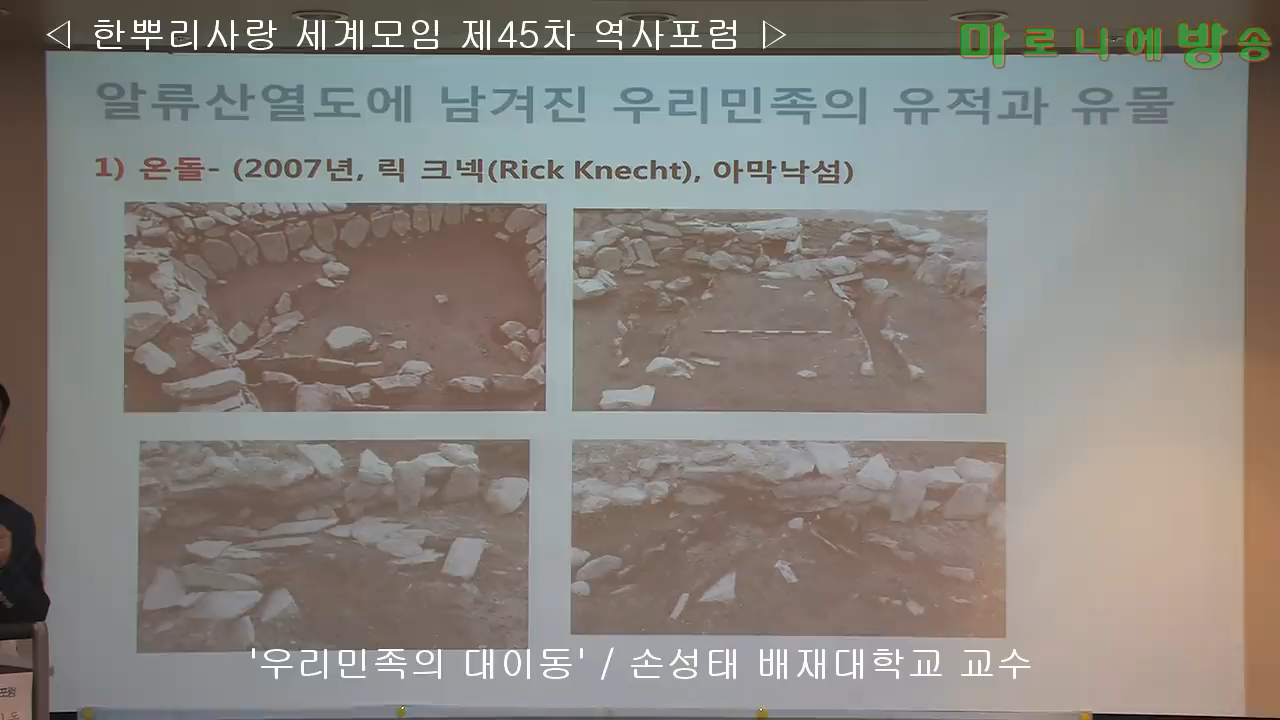 ◁ 한뿌리사랑 세계모임 제45차 역사포럼 ▷
마로니에방송
알류산열도에 남겨진 우리민족의 유적과 유물
1) 온돌- (2007년, 릭 크넥(Rick Knecht), 아막낙섬)
'우리민족의 대이동' / 손성태 배재대학교 교수
포럼